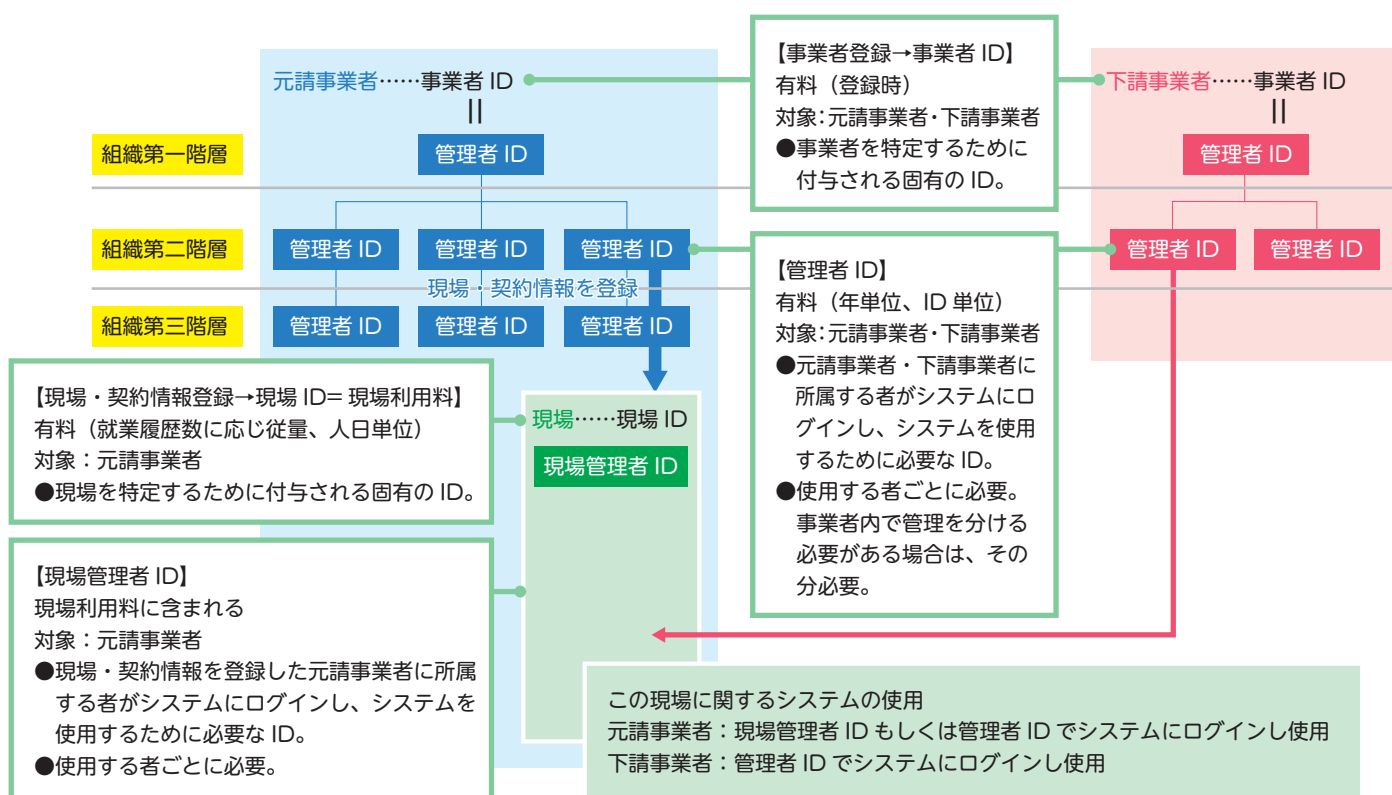 元請事業者……事業者 ID
【事業者登録→事業者 ID】
有料（登録時）
対象：元請事業者・下請事業者
●事業者を特定するために
付与される固有の ID。
下請事業者……事業者 ID
組織第一階層
管理者 ID
管理者 ID
組織第二階層
管理者 ID
管理者 ID
管理者 ID
管理者 ID
管理者 ID
現場・契約情報を登録
組織第三階層
管理者 ID
管理者 ID
管理者 ID
【管理者 ID】
有料（年単位、ID 単位）
対象：元請事業者・下請事業者
●元請事業者・下請事業者に
所属する者がシステムにロ
グインし、システムを使用
するために必要な ID。
●使用する者ごとに必要。
事業者内で管理を分ける
必要がある場合は、その
分必要。
【現場・契約情報登録→現場 ID= 現場利用料】
有料（就業履歴数に応じ従量、人日単位）
対象：元請事業者
●現場を特定するために付与される固有の ID。
現場……現場 ID
現場管理者 ID
【現場管理者 ID】
現場利用料に含まれる
対象：元請事業者
●現場・契約情報を登録した元請事業者に所属
する者がシステムにログインし、システムを
使用するために必要な ID。
●使用する者ごとに必要。
この現場に関するシステムの使用
元請事業者：現場管理者 ID もしくは管理者 ID でシステムにログインし使用
下請事業者：管理者 ID でシステムにログインし使用